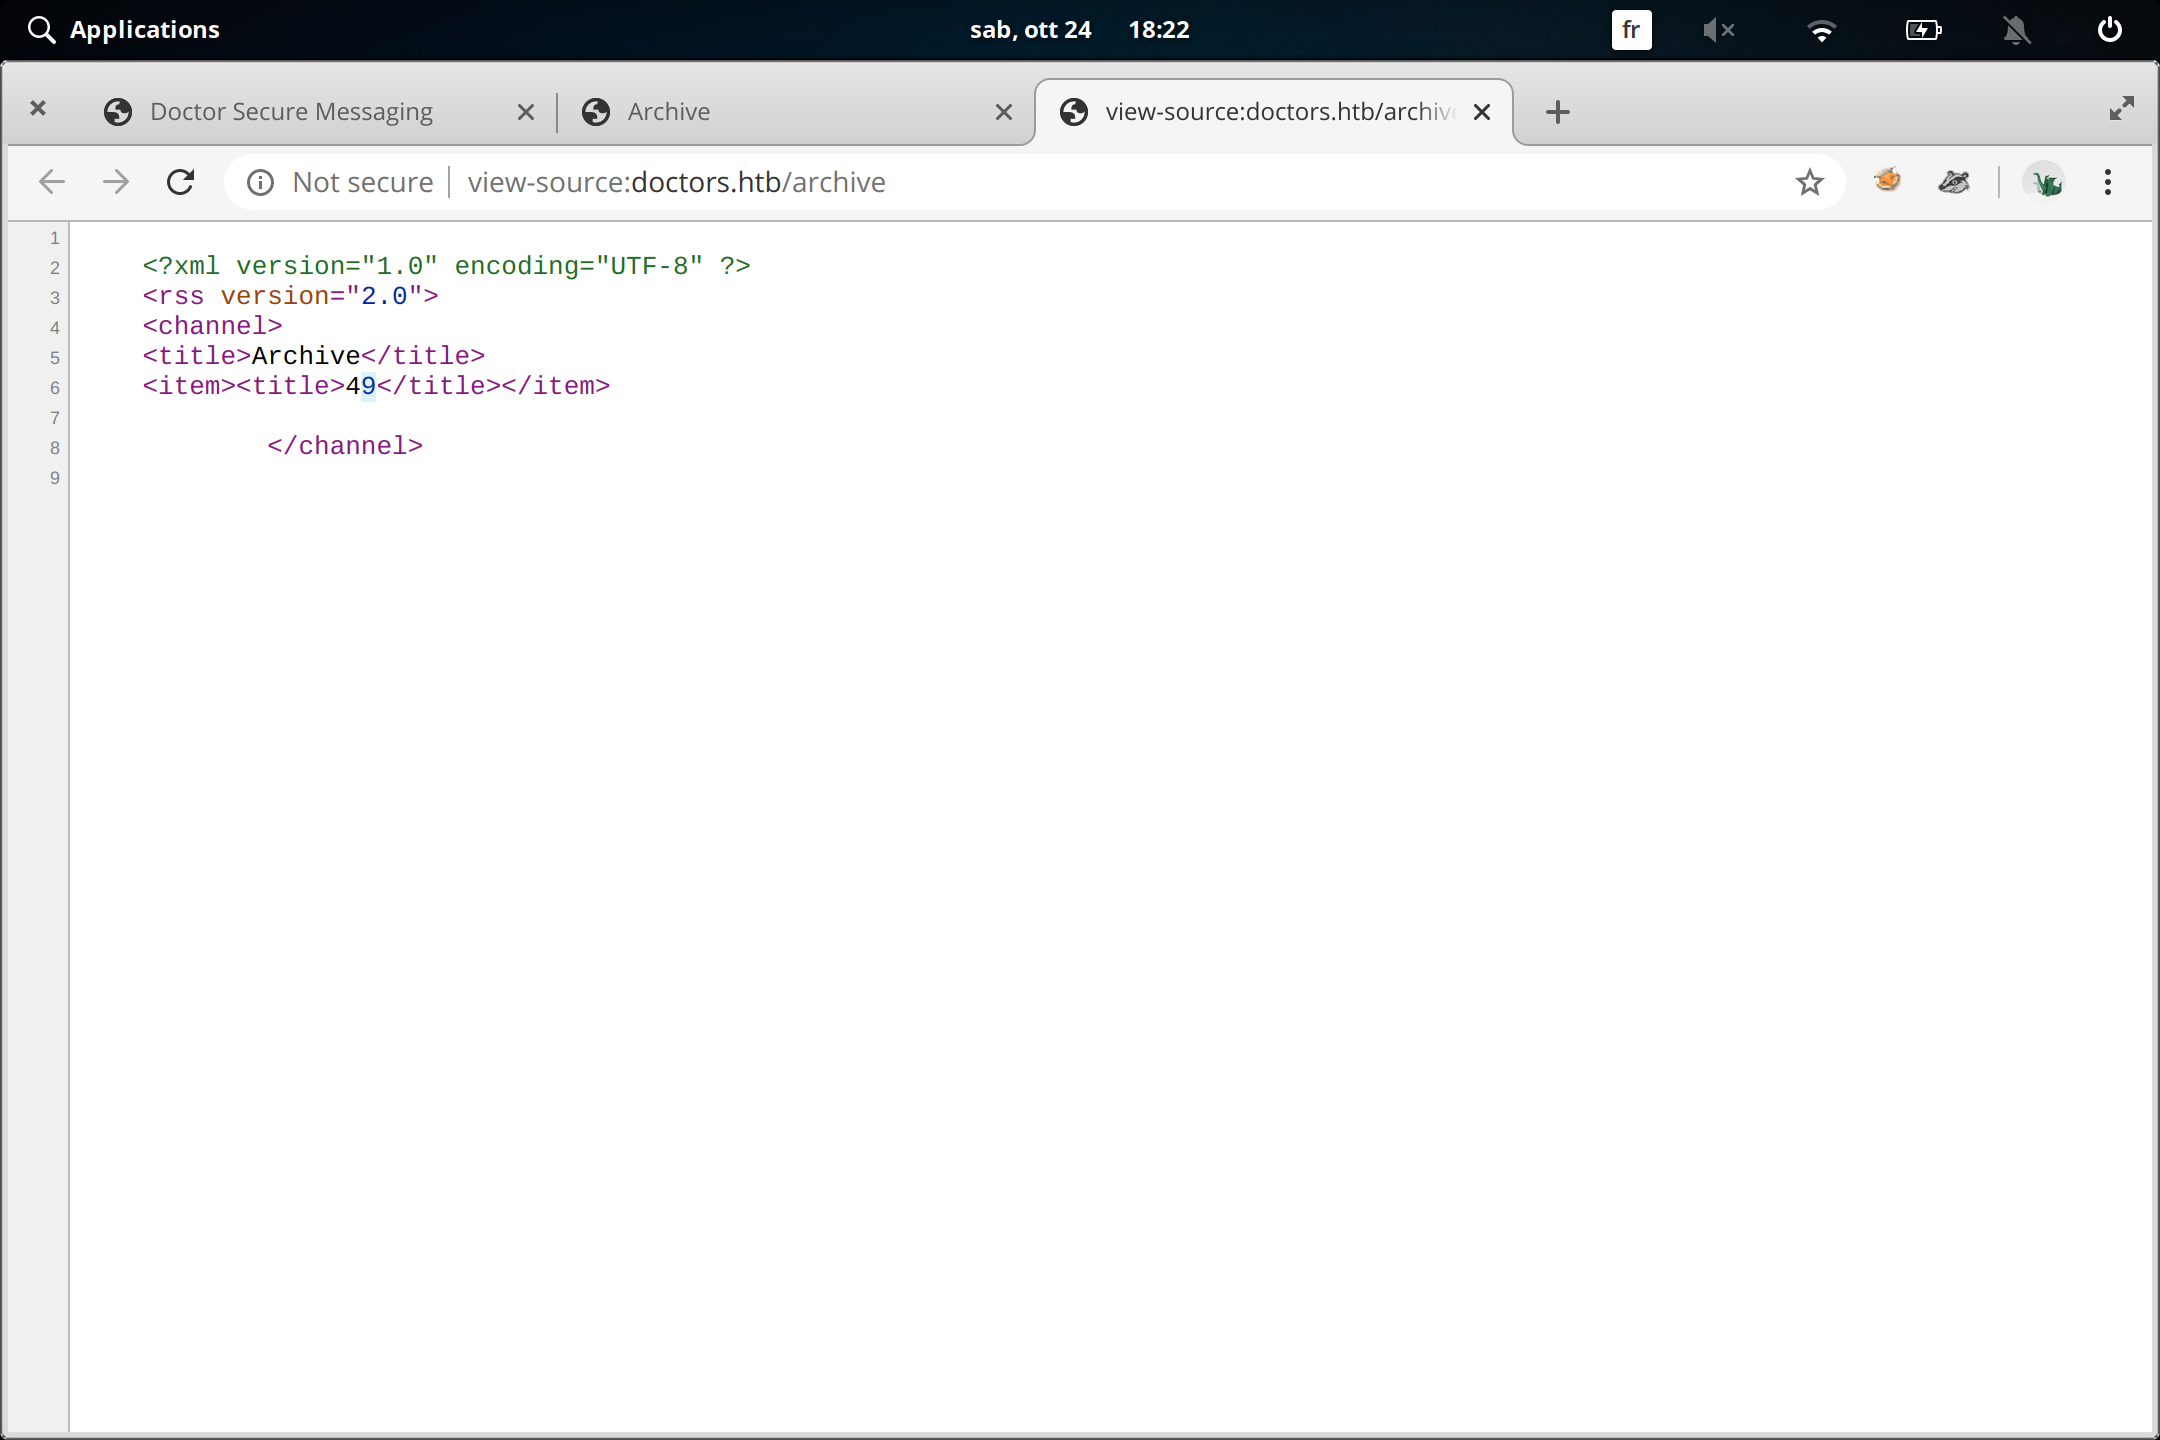 Applications sab, ott 24 18:22 fr
Doctor Secure Messaging Archive view-source:doctors.htb/archive
Not secure view-source:doctors.htb/archive
1
2 <?xml version="1.0" encoding="UTF-8" ?>
3 <rss version="2.0">
4 <channel>
5 <title>Archive</title>
6 <item><title>49</title></item>
7
8 </channel>
9